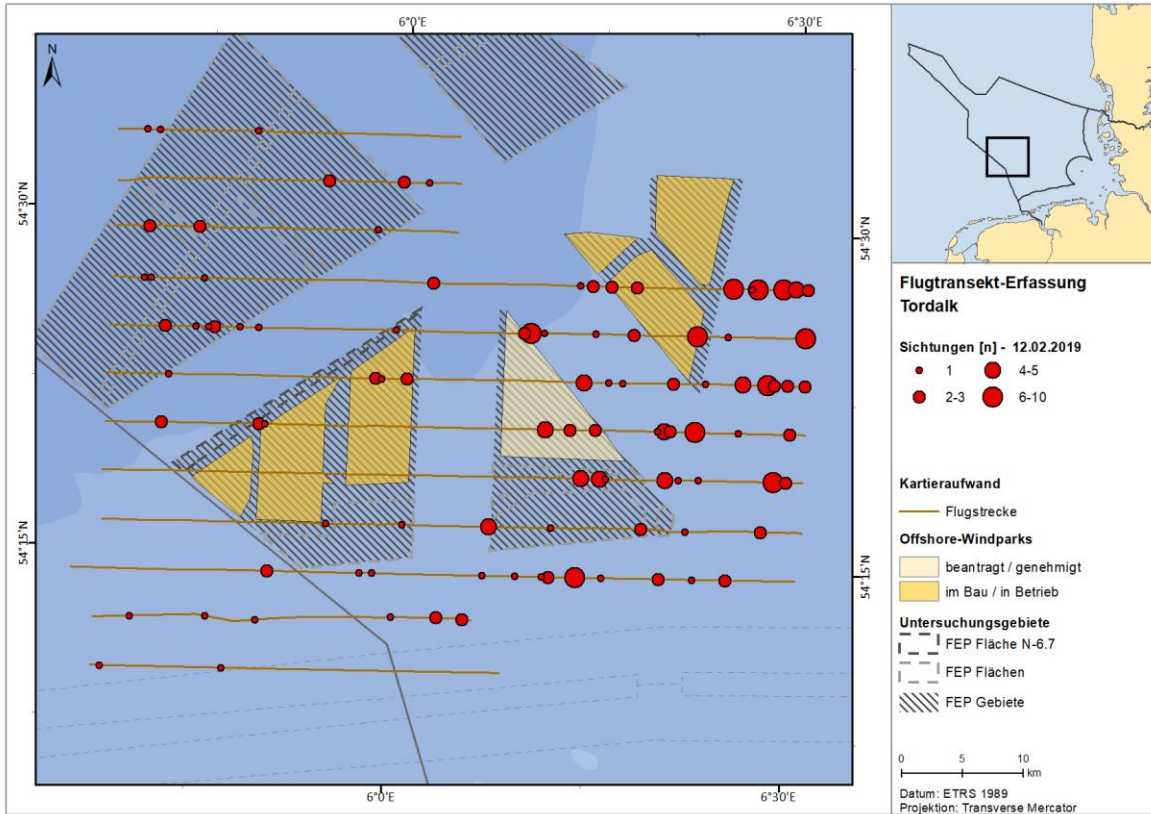 6°0'E
6°30'E
N
54°30'N
54°30'N
54°15'N
54°15'N
6°0'E
6°30'E
Flugtransekt-Erfassung
Tordalk
Sichtungen [n] - 12.02.2019
1
4-5
2-3
6-10
Kartieraufwand
Flugstrecke
Offshore-Windparks
beantragt / genehmigt
im Bau / in Betrieb
Untersuchungsgebiete
FEP Fläche N-6.7
FEP Flächen
FEP Gebiete
0 5 10
km
Datum: ETRS 1989
Projektion: Transverse Mercator